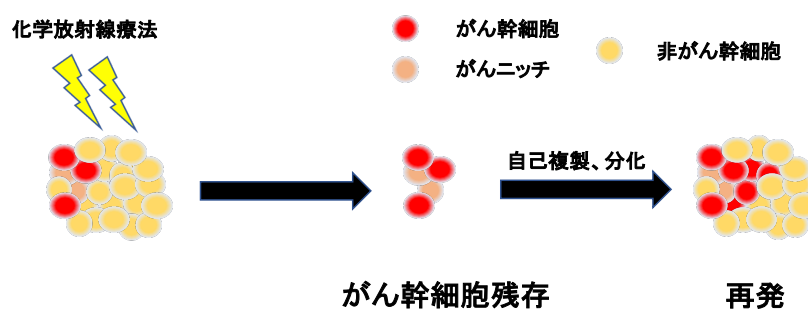 化学放射線療法
がん幹細胞
がんニッチ
非がん幹細胞
自己複製、分化
がん幹細胞残存
再発